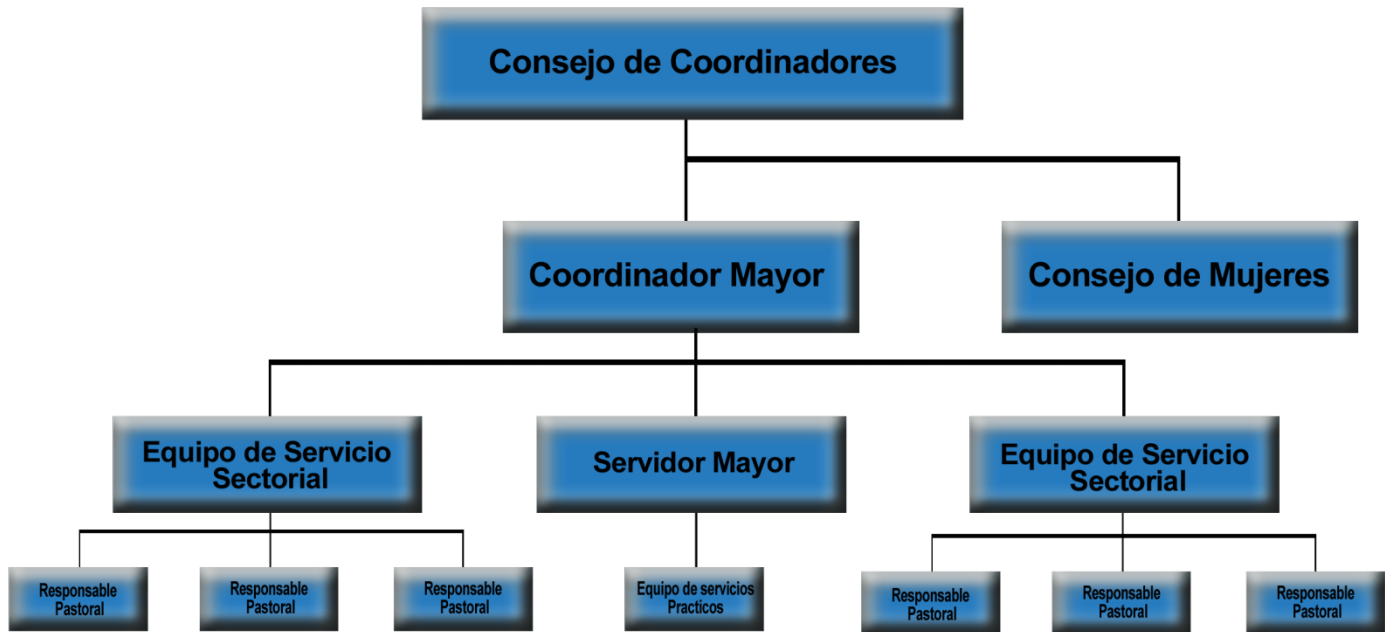 Consejo de Coordinadores
Coordinador Mayor
Consejo de Mujeres
Equipo de Servicio
Sectorial
Servidor Mayor
Equipo de Servicio
Sectorial
Responsable
Pastoral
Responsable
Pastoral
Responsable
Pastoral
Equipo de servicios
Practicos
Responsable
Pastoral
Responsable
Pastoral
Responsable
Pastoral